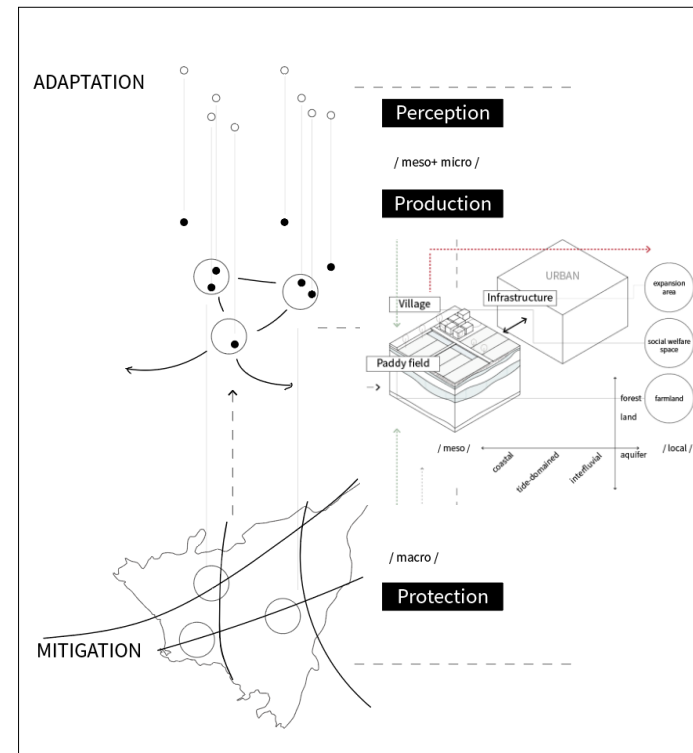 ADAPTATION
Perception
/ meso+ micro /
Production
URBAN
Village
Infrastructure
expansion
area
social welfare
space
Paddy field
forest
land
farmland
/ meso /
coastal
tide-domained
interfluvial
aquifer
/ local /
/ macro /
Protection
MITIGATION